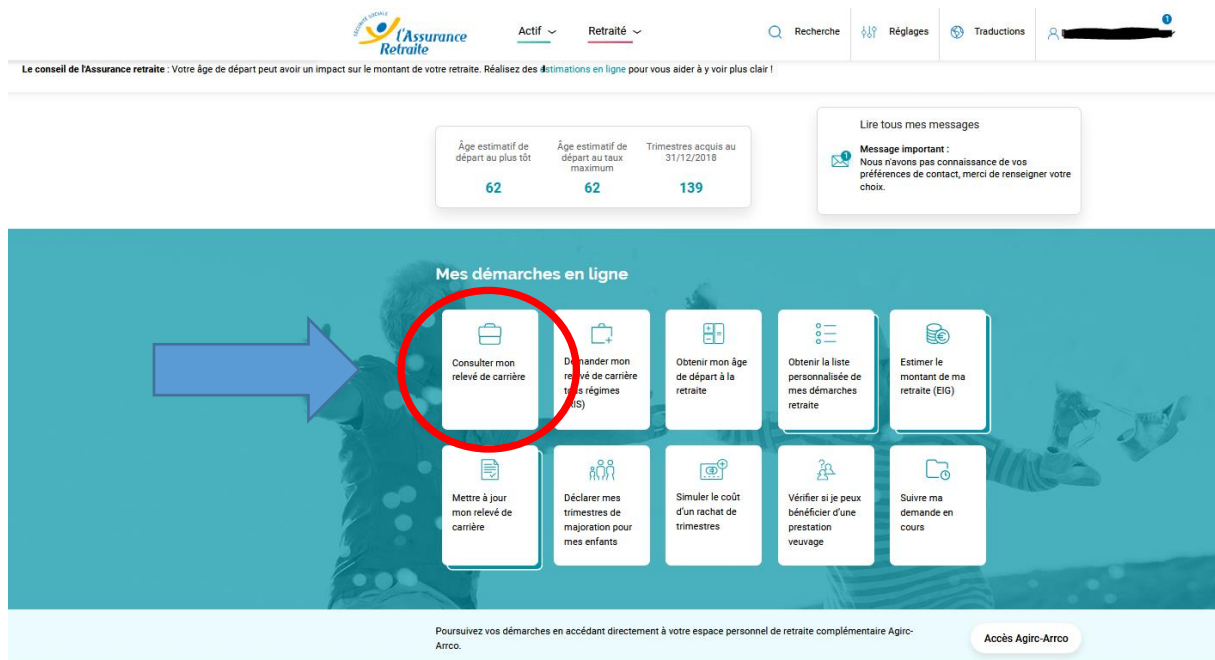 SÉCURITÉ SOCIALE
l'Assurance
Retraite
Actif
Retraité
Recherche
Réglages
Traductions
1
Le conseil de l'Assurance retraite : Votre âge de départ peut avoir un impact sur le montant de votre retraite. Réalisez des estimations en ligne pour vous aider à y voir plus clair !
Âge estimatif de
départ au plus tôt
62
Âge estimatif de
départ au taux
maximum
62
Trimestres acquis au
31/12/2018
139
Lire tous mes messages
1
Message important :
Nous n'avons pas connaissance de vos
préférences de contact, merci de renseigner votre
choix.
Mes démarches en ligne
Consulter mon
relevé de carrière
Demander mon
relevé de carrière
tous régimes
Obtenir mon âge
de départ à la
retraite
Obtenir la liste
personnalisée de
mes démarches
retraite
Estimer le
montant de ma
retraite (EIG)
Mettre à jour
mon relevé de
carrière
Déclarer mes
trimestres de
majoration pour
mes enfants
Simuler le coût
d'un rachat de
trimestres
Vérifier si je peux
bénéficier d'une
prestation
veuvage
Suivre ma
demande en
cours
Poursuivez vos démarches en accédant directement à votre espace personnel de retraite complémentaire Agirc-
Arrco.
Accès Agirc-Arrco